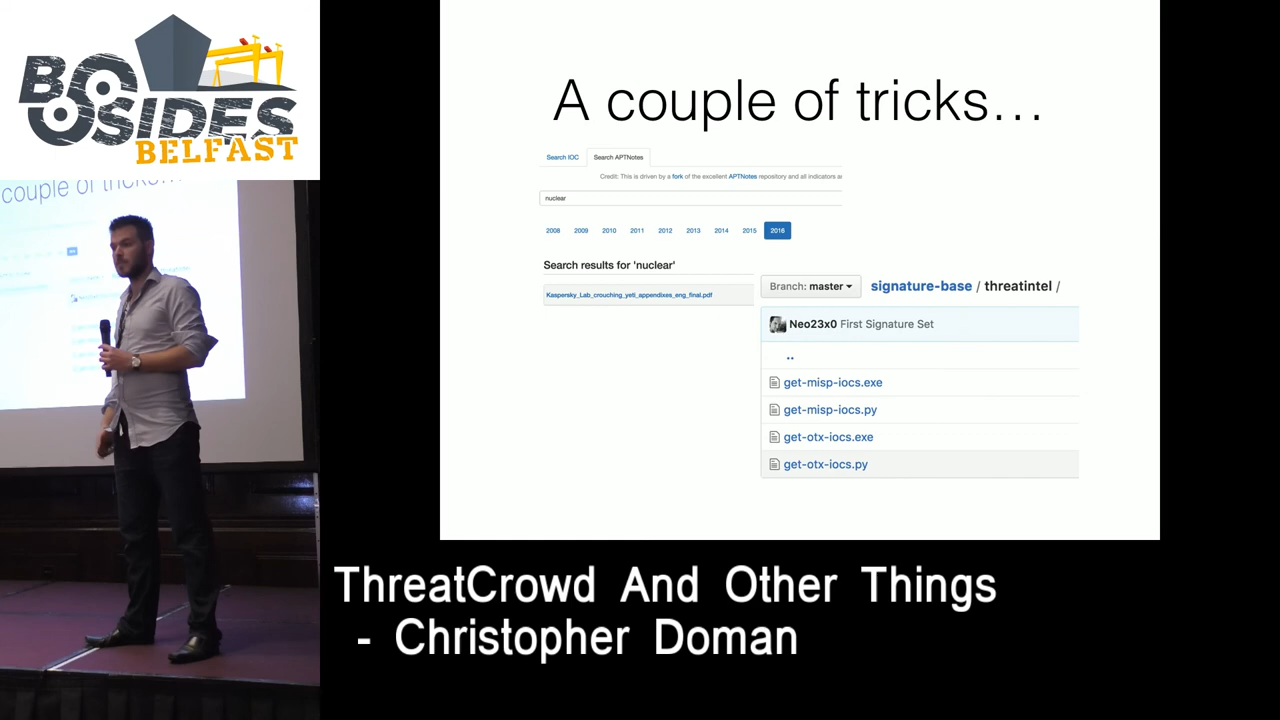 BSIDES
BELFAST
couple of tricks...
A couple of tricks...
Search IOC
Search APTNotes
Credit: This is driven by a fork of the excellent APTNotes repository and all indicators a
nuclear
2008 2009 2010 2011 2012 2013 2014 2015 2016
Search results for 'nuclear'
Kaspersky_Lab_crouching_yeti_appendixes_eng_final.pdf
Branch: master
signature-base / threatintel /
Neo23x0 First Signature Set
..
get-misp-iocs.exe
get-misp-iocs.py
get-otx-iocs.exe
get-otx-iocs.py
ThreatCrowd And Other Things
- Christopher Doman